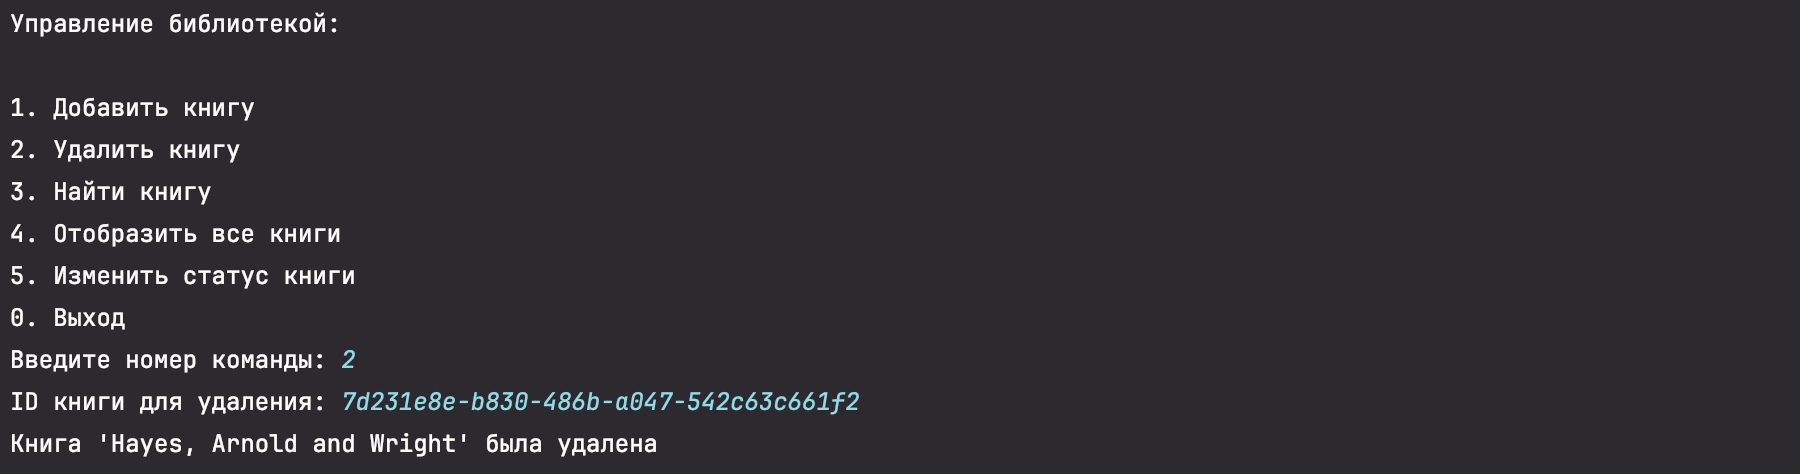 Управление библиотекой:
1. Добавить книгу
2. Удалить книгу
3. Найти книгу
4. Отобразить все книги
5. Изменить статус книги
0. Выход
Введите номер команды: 2
ID книги для удаления: 7d231e8e-b830-486b-a047-542c63c661f2
Книга 'Hayes, Arnold and Wright' была удалена